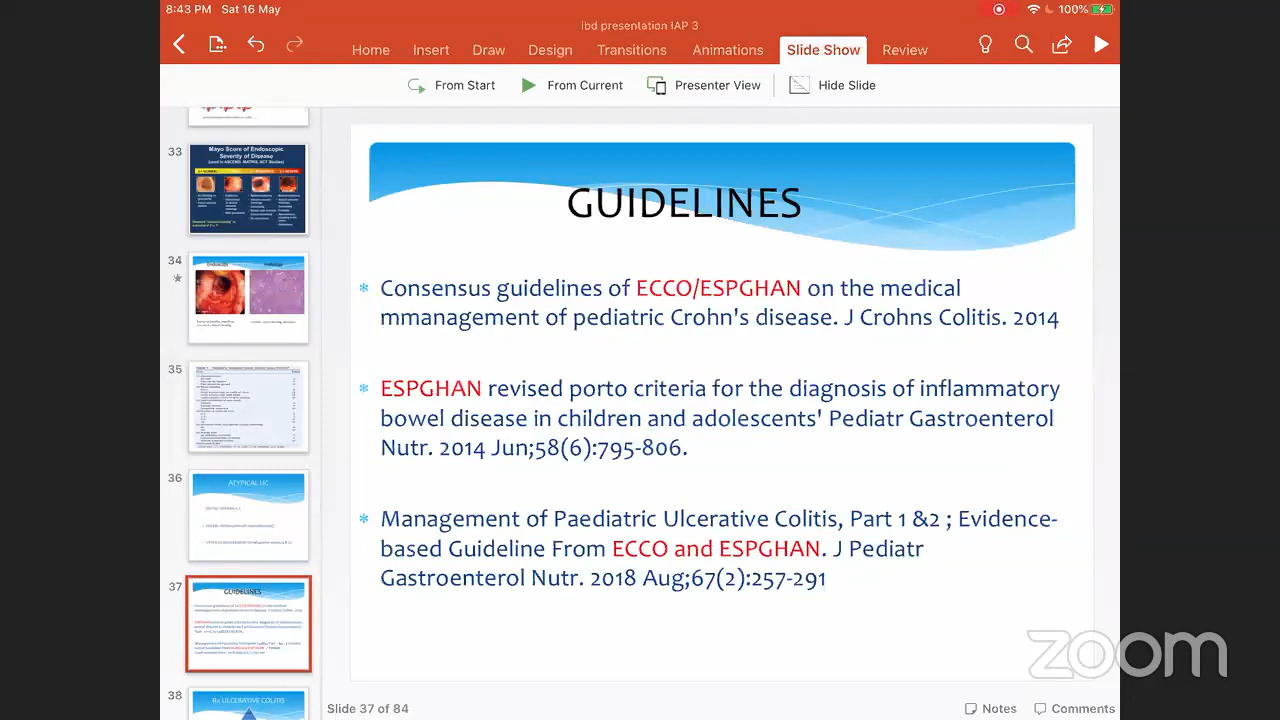 8:43 PM Sat 16 May
100%
ibd presentation IAP 3
Home Insert Draw Design Transitions Animations Slide Show Review
From Start From Current Presenter View Hide Slide
33
Mayo Score of Endoscopic
Severity of Disease
34
35
36
ATYPICAL UC
37
GUIDELINES
38
Rx ULCERATIVE COLITIS
GUIDELINES
Consensus guidelines of ECCO/ESPGHAN on the medical
mmanagement of pediatric Crohn's disease. J Crohns Colitis. 2014
ESPGHAN revised porto criteria for the diagnosis of inflammatory
bowel disease in children and adolescents' Pediatr Gastroenterol
Nutr. 2014 Jun;58(6):795-806.
Management of Paediatric Ulcerative Colitis, Part 1 &2 ; Evidence-
based Guideline From ECCO and ESPGHAN. J Pediatr
Gastroenterol Nutr. 2018 Aug;67(2):257-291
zoom
Slide 37 of 84
Notes Comments